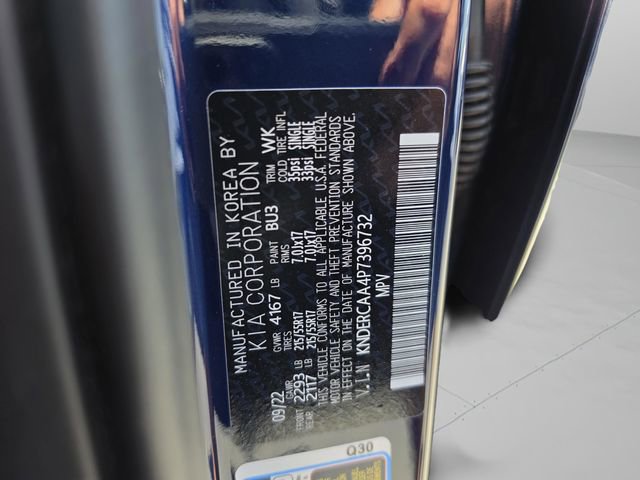 MANUFACTURED IN KOREA BY
KIA CORPORATION
09/22 GVWR 4167 LB PAINT BU3 TRIM WK
GAWR TIRES RIMS COLD TIRE INFL
FRONT 2293 LB 215/55R17 7.0Jx17 33psi SINGLE
REAR 2117 LB 215/55R17 7.0Jx17 33psi SINGLE
THIS VEHICLE CONFORMS TO ALL APPLICABLE U.S.A. FEDERAL
MOTOR VEHICLE SAFETY AND THEFT PREVENTION STANDARDS
IN EFFECT ON THE DATE OF MANUFACTURE SHOWN ABOVE.
V.I.N KNDERCAA4P7396732
MPV
Q30